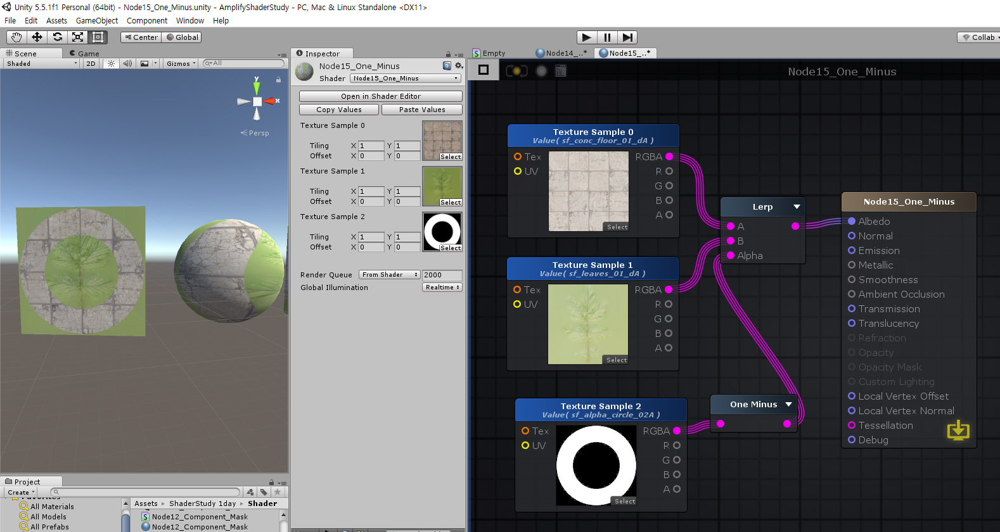 Unity 5.5.1f1 Personal (64bit) - Node15_One_Minus.unity - AmplifyShaderStudy - PC, Mac & Linux Standalone <DX11>
File Edit Assets GameObject Component Window Help
Center Global Collab
Scene Game
Shaded 2D Gizmos All
y
x
Persp
Inspector
Node15_One_Minus
Shader Node15_One_Minus
Open in Shader Editor
Copy Values Paste Values
Texture Sample 0
Tiling X 1 Y 1
Offset X 0 Y 0
Select
Texture Sample 1
Tiling X 1 Y 1
Offset X 0 Y 0
Select
Texture Sample 2
Tiling X 1 Y 1
Offset X 0 Y 0
Select
Render Queue From Shader 2000
Global Illumination Realtime
Empty Node14_..* Node15_..*
Node15_One_Minus
Texture Sample 0
Value( sf_conc_floor_01_dA )
Tex RGBA
UV R
G
B
A
Select
Texture Sample 1
Value( sf_leaves_01_dA )
Tex RGBA
UV R
G
B
A
Select
Texture Sample 2
Value( sf_alpha_circle_02A )
Tex RGBA
UV R
G
B
A
Select
Lerp
A
B
Alpha
One Minus
Node15_One_Minus
Albedo
Normal
Emission
Metallic
Smoothness
Ambient Occlusion
Transmission
Translucency
Refraction
Opacity
Opacity Mask
Custom Lighting
Local Vertex Offset
Local Vertex Normal
Tessellation
Debug
Project
Create
Favorites
All Materials
All Models
All Prefabs
Assets ShaderStudy 1day Shader
Node12_Component_Mask
Node12_Component_Mask